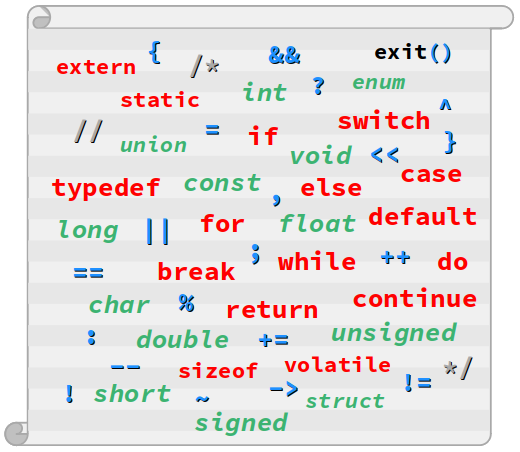 { && exit()
extern /*
int ? enum
static
^
// = if switch
union void << }
case
typedef const , else
long || for float default
; while ++ do
== break
char % return continue
: double += unsigned
-- sizeof volatile != */
! short ~ -> struct
signed